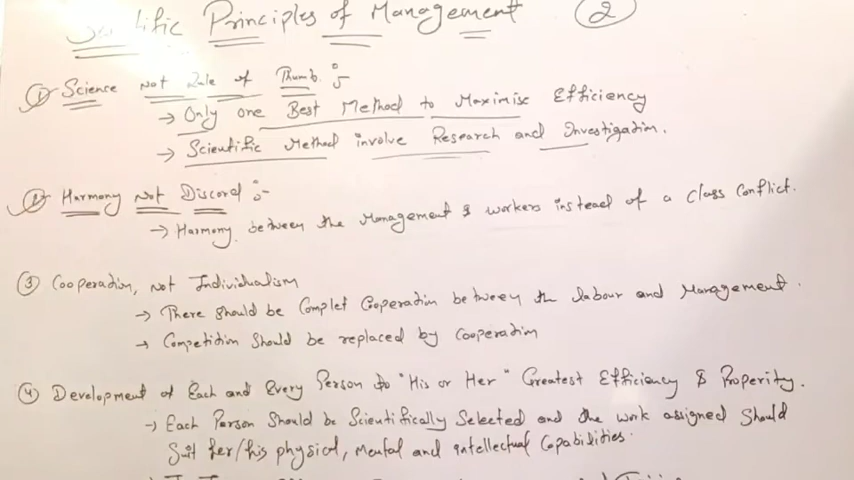 Scientific Principles of Management 2
① Science Not Rule of Thumb :-
→ Only one Best Method to Maximise Efficiency
→ Scientific Method involve Research and Investigation.
② Harmony Not Discord :-
→ Harmony between the Management & workers instead of a class Conflict.
③ Cooperation, not Individualism
→ There should be Complet Cooperation between the labour and Management.
→ Competition should be replaced by Cooperation
④ Development of Each and Every Person to "His or Her" Greatest Efficiency & Properity.
→ Each Person Should be Scientifically Selected and the work assigned Should
Suit her/his physical, Mental and intellectual Capabilities.